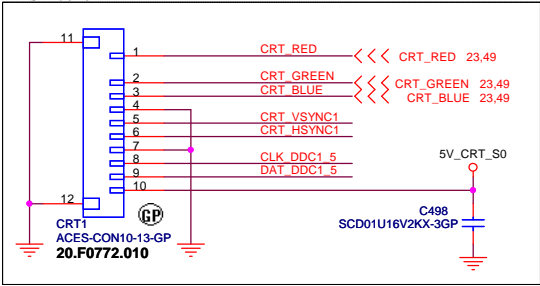 11
1 CRT_RED CRT_RED 23,49
2 CRT_GREEN CRT_GREEN 23,49
3 CRT_BLUE CRT_BLUE 23,49
4
5 CRT_VSYNC1
6 CRT_HSYNC1
7
8 CLK_DDC1_5
9 DAT_DDC1_5
10
5V_CRT_S0
12
GP
CRT1
ACES-CON10-13-GP
20.F0772.010
C498
SCD01U16V2KX-3GP